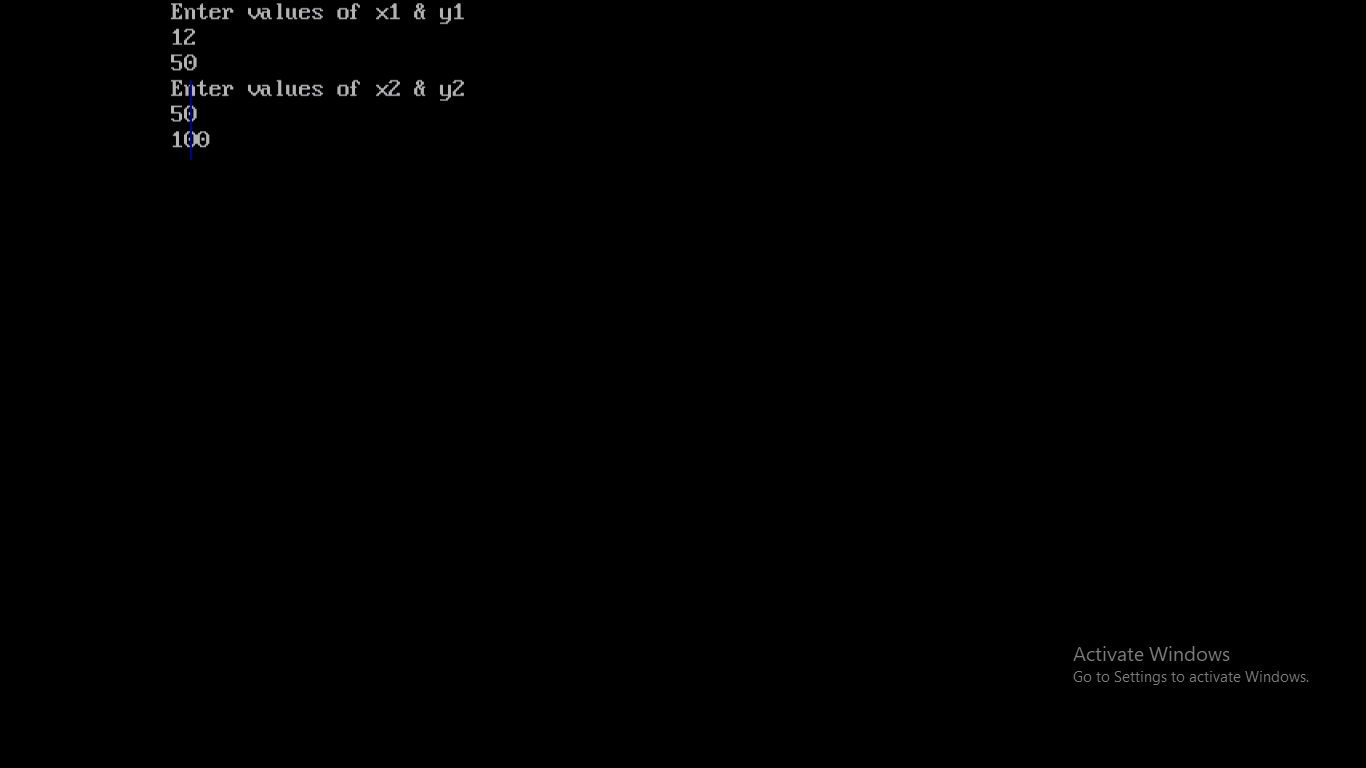 Enter values of x1 & y1
12
50
Enter values of x2 & y2
50
100
Activate Windows
Go to Settings to activate Windows.